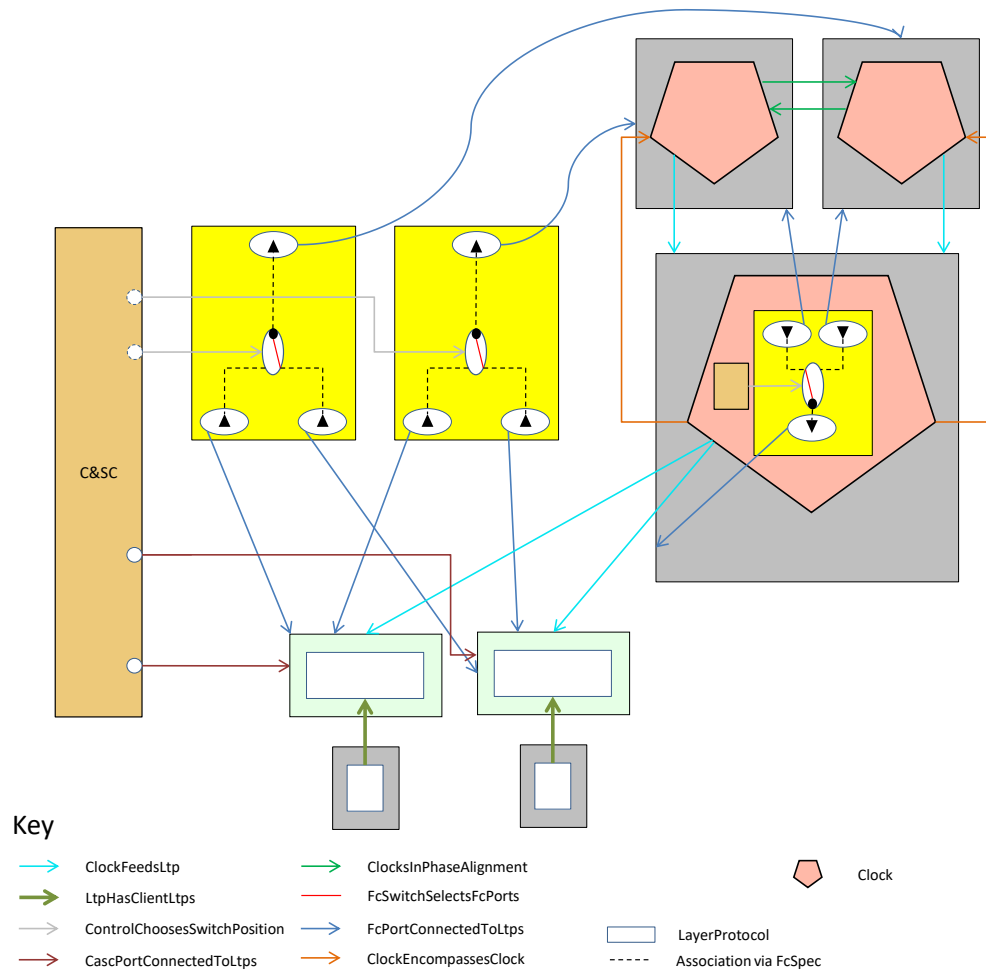 C&SC
Key
ClockFeedsLtp
LtpHasClientLtps
ControlChoosesSwitchPosition
CascPortConnectedToLtps
ClocksInPhaseAlignment
FcSwitchSelectsFcPorts
FcPortConnectedToLtps
ClockEncompassesClock
Clock
LayerProtocol
Association via FcSpec